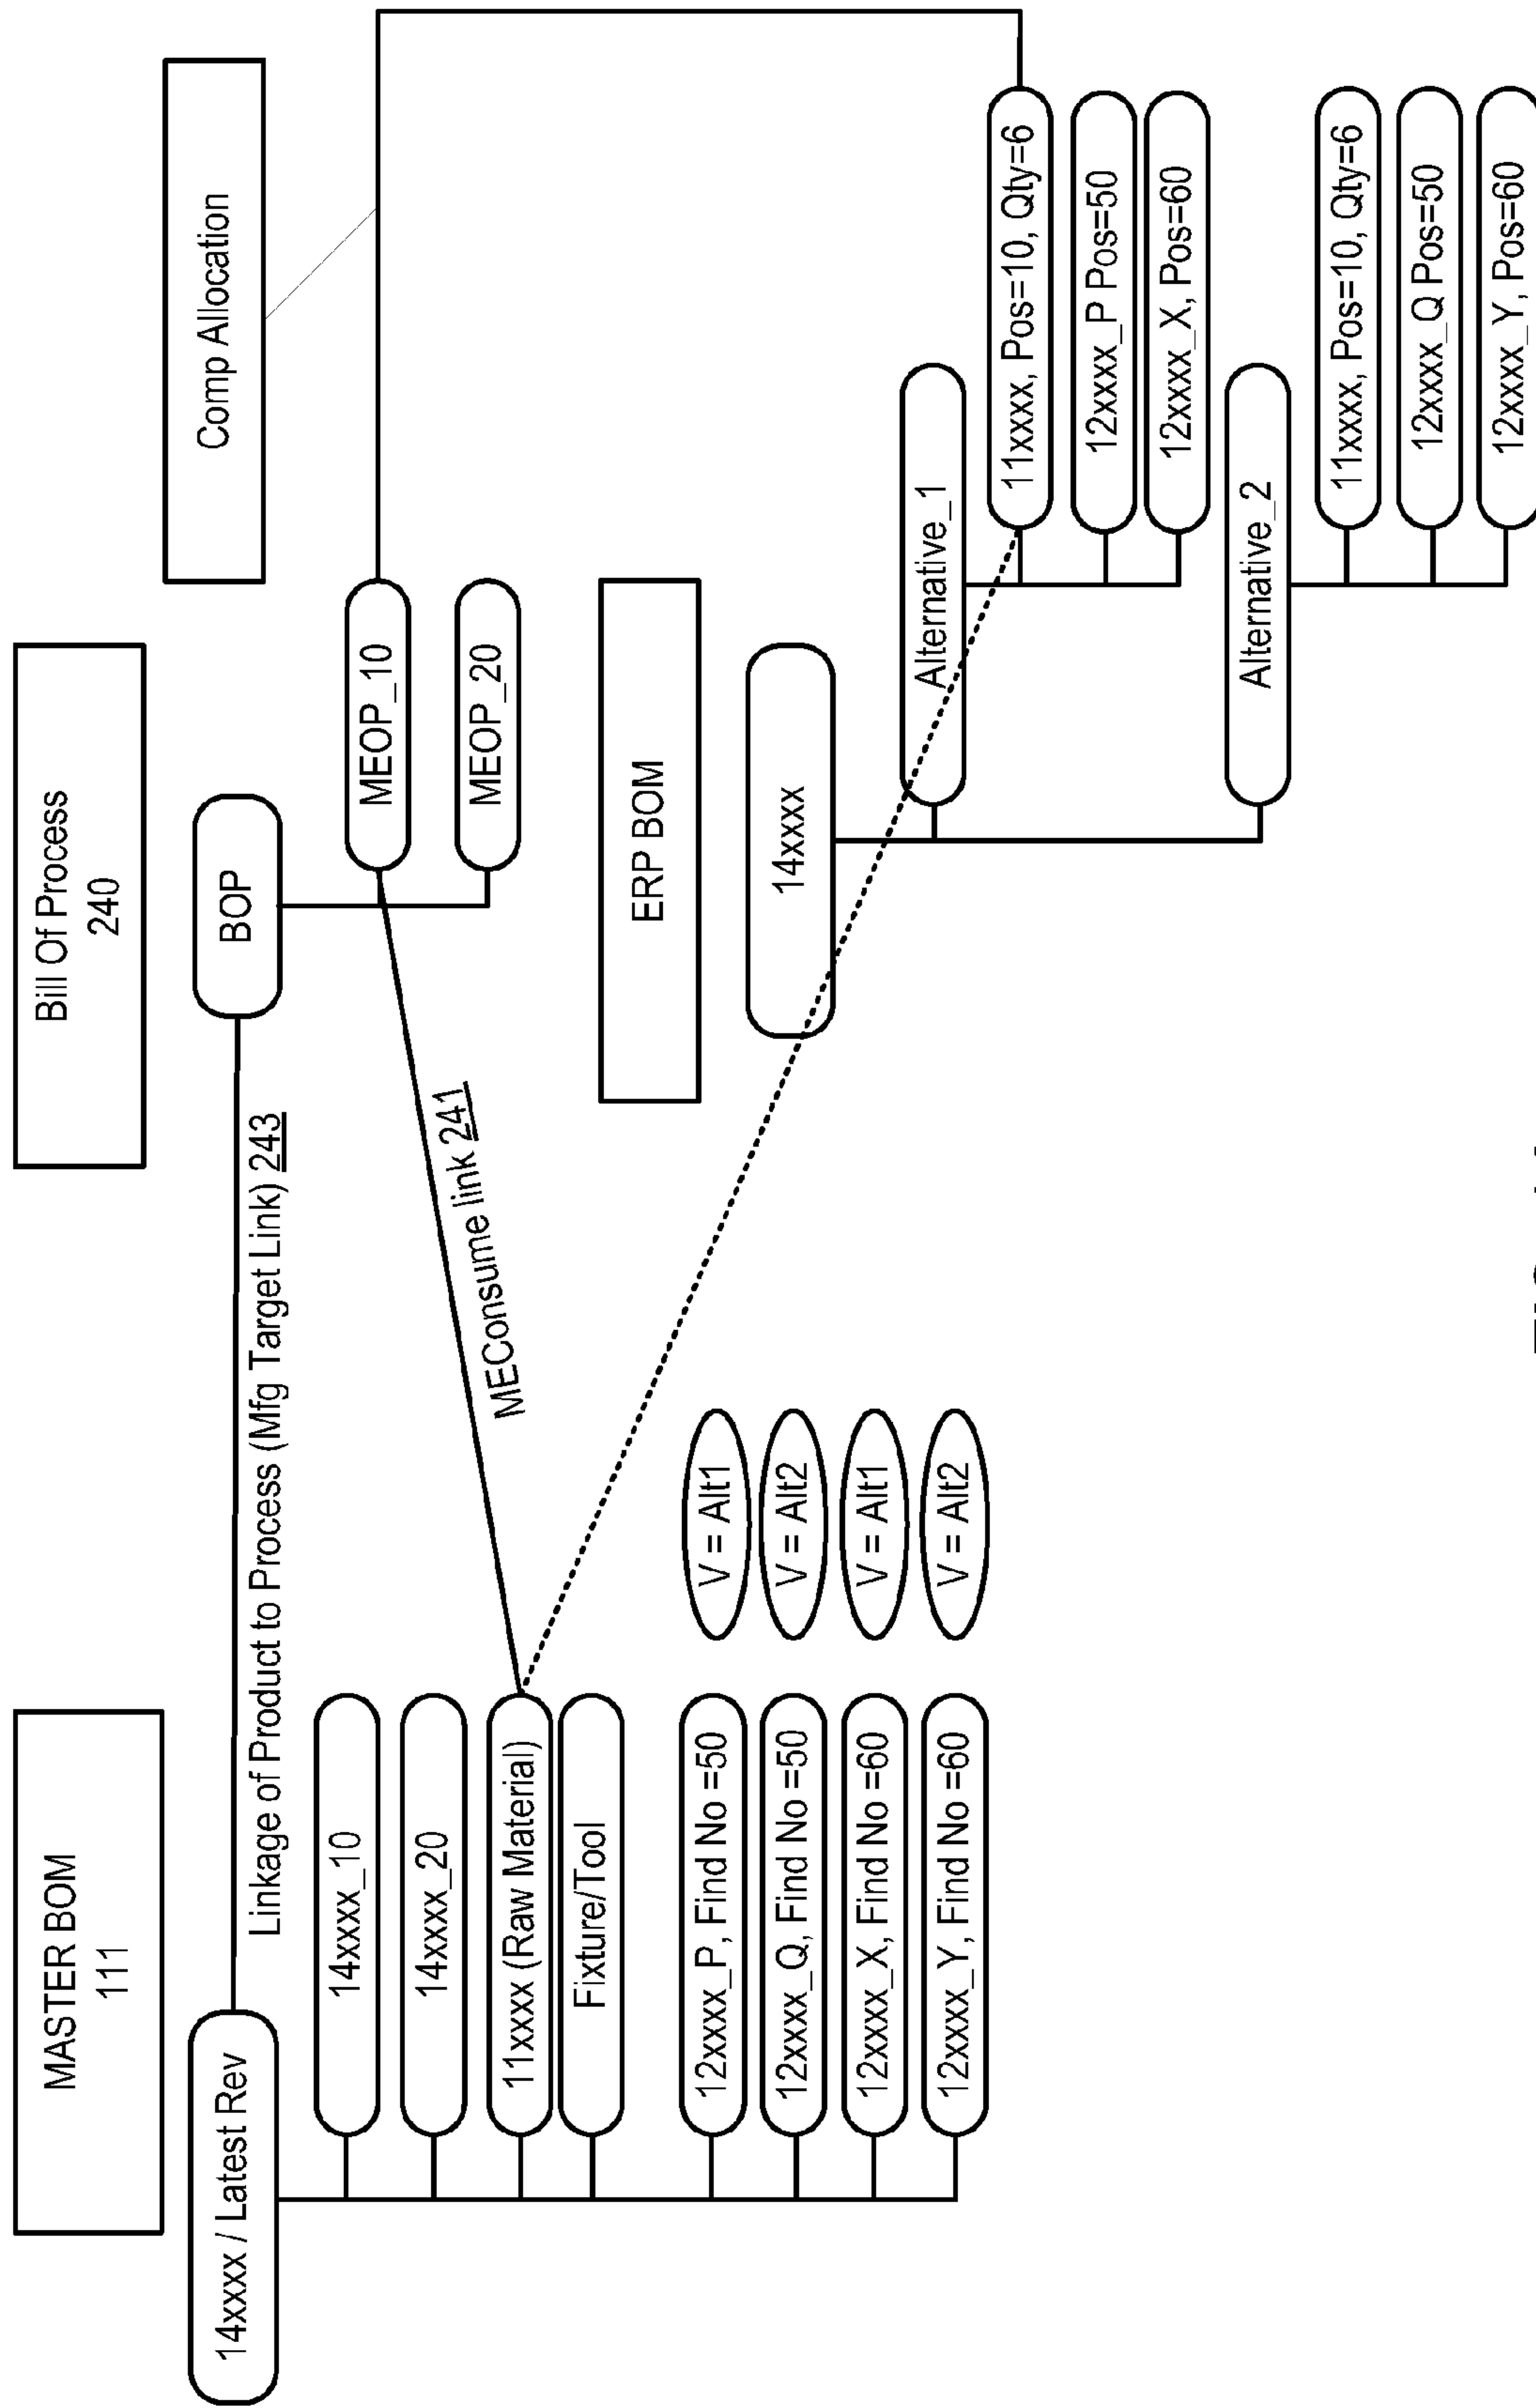 MASTER BOM
111
14xxxx / Latest Rev
Linkage of Product to Process (Mfg Target Link) 243
14xxxx_10
14xxxx_20
11xxxx (Raw Material)
Fixture/Tool
12xxxx_P, Find No =50
12xxxx_Q, Find No =50
12xxxx_X, Find No =60
12xxxx_Y, Find No =60
V = Alt1
V = Alt2
V = Alt1
V = Alt2
MEConsume link 241
Bill Of Process
240
BOP
MEOP_10
MEOP_20
Comp Allocation
ERP BOM
14xxxx
Alternative_1
11xxxx, Pos=10, Qty=6
12xxxx_P Pos=50
12xxxx_X, Pos=60
Alternative_2
11xxxx, Pos=10, Qty=6
12xxxx_Q Pos=50
12xxxx_Y, Pos=60